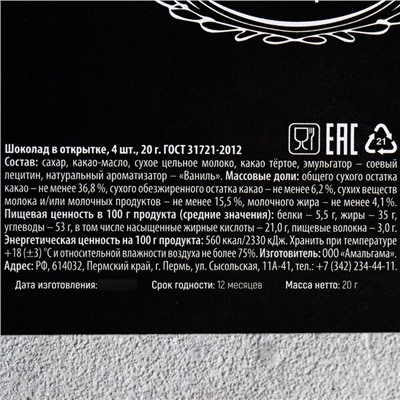 Шоколад в открытке, 4 шт., 20 г. ГОСТ 31721-2012
EAC
21
Состав: сахар, какао-масло, сухое цельное молоко, какао тёртое, эмульгатор – соевый
лецитин, натуральный ароматизатор – «Ваниль». Массовые доли: общего сухого остатка
какао – не менее 36,8 %, сухого обезжиренного остатка какао – не менее 6,2 %, сухих веществ
молока и/или молочных продуктов – не менее 15,5 %, молочного жира – не менее 4,1 %.
Пищевая ценность в 100 г продукта (средние значения): белки – 5,5 г, жиры – 35 г,
углеводы – 53 г, в том числе насыщенные жирные кислоты – 21,0 г, пищевые волокна – 3,0 г.
Энергетическая ценность на 100 г продукта: 560 ккал/2330 кДж. Хранить при температуре
+18 (±3) °С и относительной влажности воздуха не более 75%. Изготовитель: ООО «Амальгама».
Адрес: РФ, 614032, Пермский край, г. Пермь, ул. Сысольская, 11А-41, тел.: +7 (342) 234-44-11.
Дата изготовления: Срок годности: 12 месяцев Масса нетто: 20 г